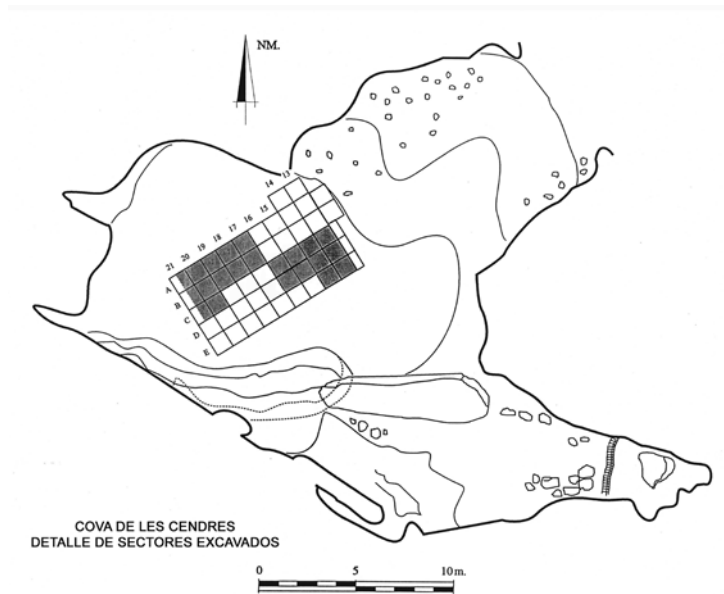 NM.
14 13
21 20 19 18 17 16 15
A
B
C
D
E
COVA DE LES CENDRES
DETALLE DE SECTORES EXCAVADOS
0 5 10 m.